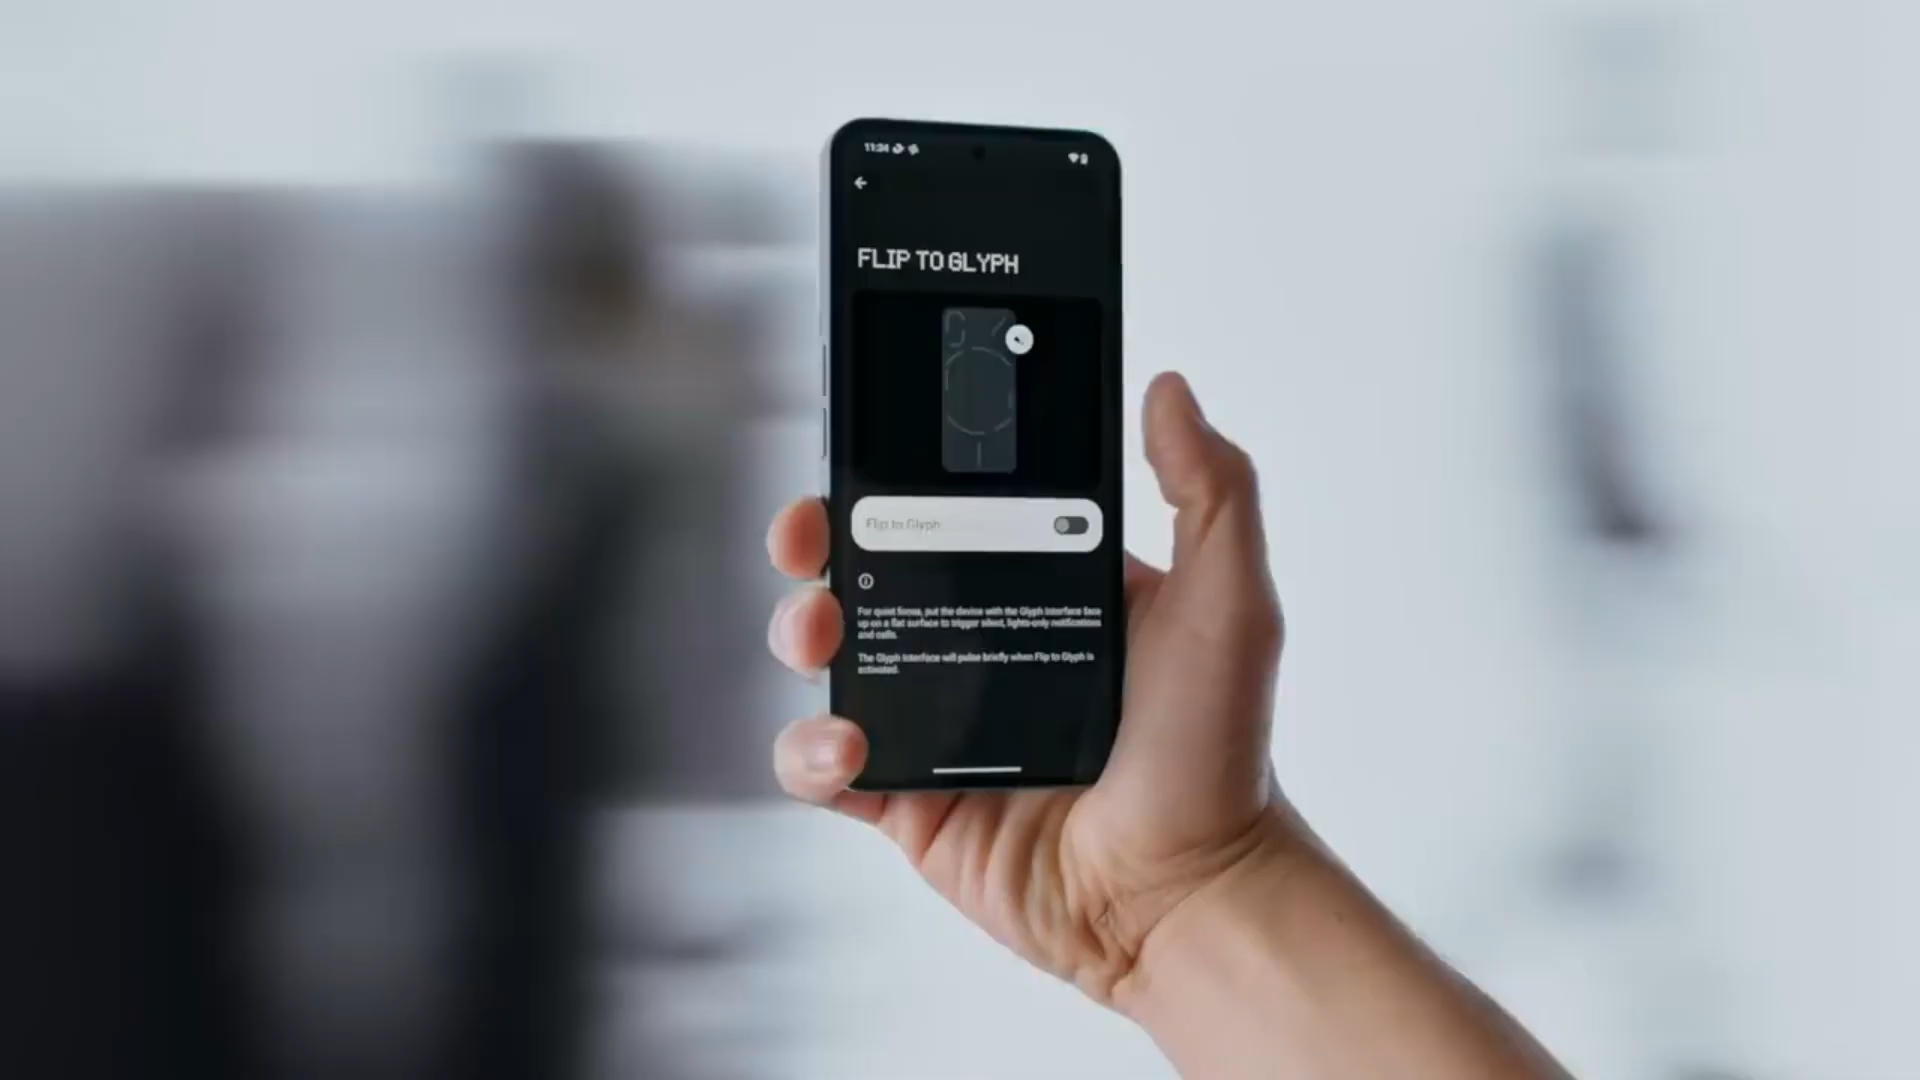 11:34
FLIP TO GLYPH
Flip to Glyph
For quiet focus, put the device with the Glyph Interface face
up on a flat surface to trigger silent, lights-only notifications
and calls.
The Glyph Interface will pulse briefly when Flip to Glyph is
activated.